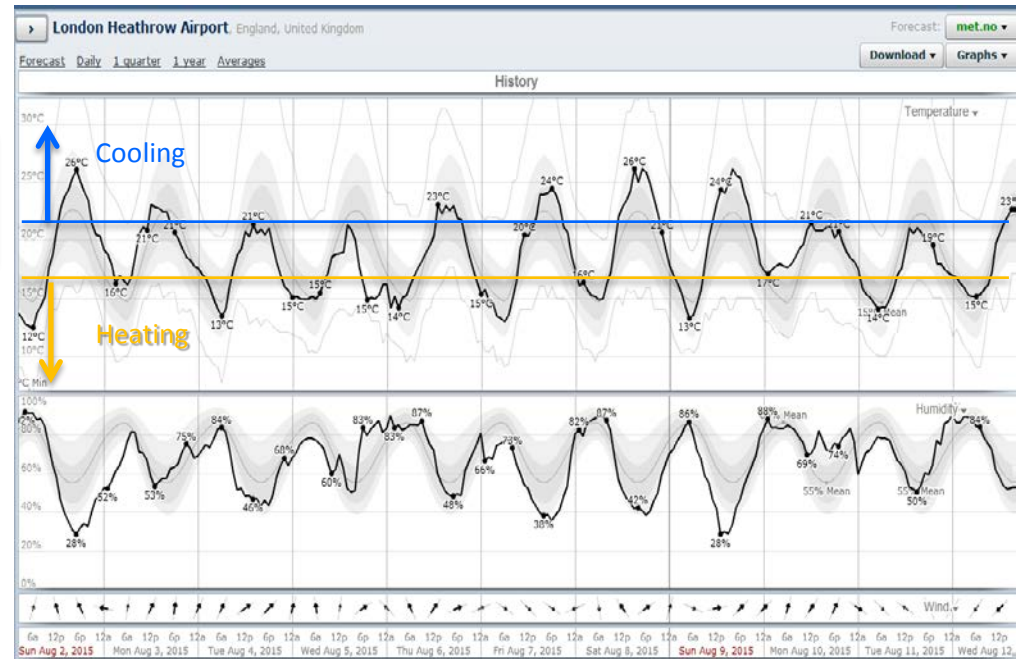 › London Heathrow Airport, England, United Kingdom
Forecast: met.no ▾
Forecast Daily 1 quarter 1 year Averages
Download ▾ Graphs ▾
History
Temperature ▾
30°C
Cooling
26°C 26°C
25°C
24°C 24°C
23°C 23°
21°C 21°C 21°C 20°C 21°C 21°C 21°C 19°C
20°C
16°C 15°C 16°C 17°C
15°C
16°C 15°C 15°C 14°C 15°C 15°C
13°C 13°C 14°C
12°C
Heating
10°C
°C Min
100%
Humidity ▾
80%
84% 83% 87% 82% 87% 86% 88% Mean 84%
75% 68% 83% 73% 74%
60%
60% 66% 69%
52% 53% 48% 55% Mean 55% Mean
50%
40%
46% 42%
38%
28% 28%
20%
0%
Wind ▾
6a 12p 6p 12a 6a 12p 6p 12a 6a 12p 6p 12a 6a 12p 6p 12a 6a 12p 6p 12a 6a 12p 6p 12a 6a 12p 6p 12a 6a 12p 6p 12a 6a 12p 6p 12a 6a 12p 6p 12a 6a 12p
Sun Aug 2, 2015 Mon Aug 3, 2015 Tue Aug 4, 2015 Wed Aug 5, 2015 Thu Aug 6, 2015 Fri Aug 7, 2015 Sat Aug 8, 2015 Sun Aug 9, 2015 Mon Aug 10, 2015 Tue Aug 11, 2015 Wed Aug 12,